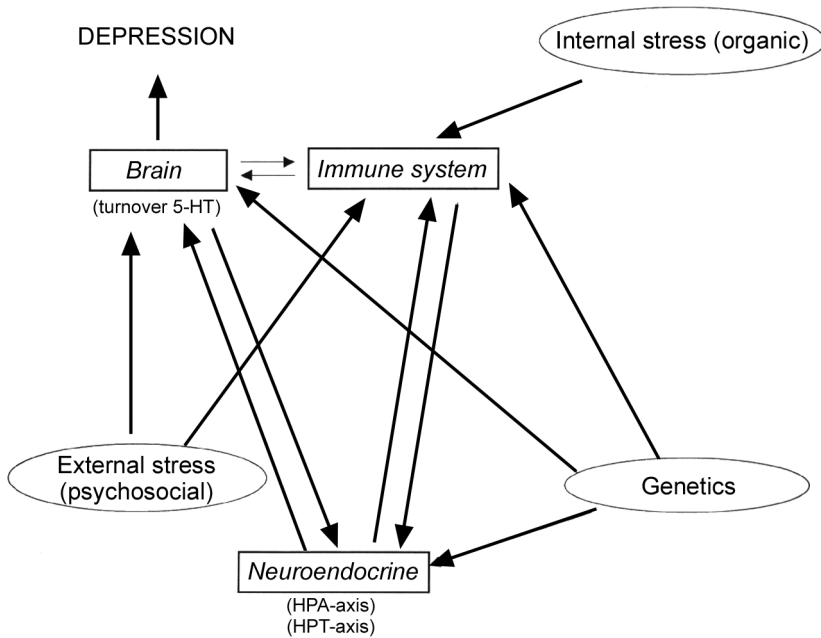 DEPRESSION
Internal stress (organic)
Brain
Immune system
(turnover 5-HT)
External stress
(psychosocial)
Genetics
Neuroendocrine
(HPA-axis)
(HPT-axis)